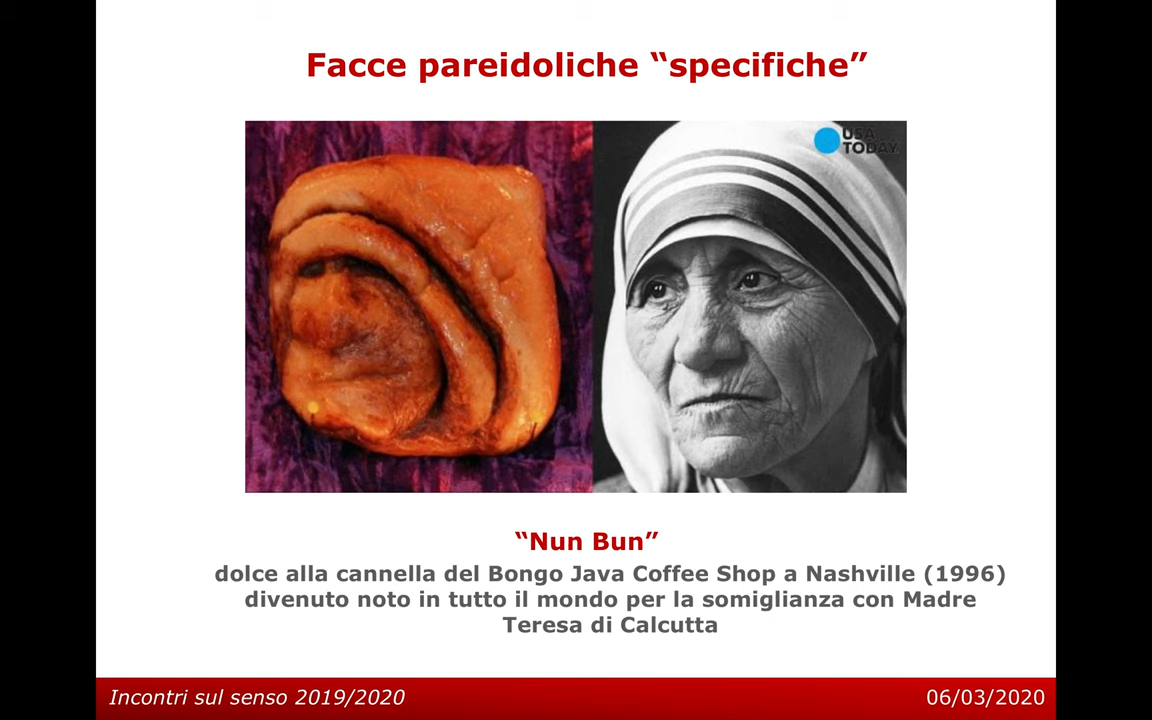 Facce pareidoliche “specifiche”
USA
TODAY
“Nun Bun”
dolce alla cannella del Bongo Java Coffee Shop a Nashville (1996)
divenuto noto in tutto il mondo per la somiglianza con Madre
Teresa di Calcutta
Incontri sul senso 2019/2020
06/03/2020